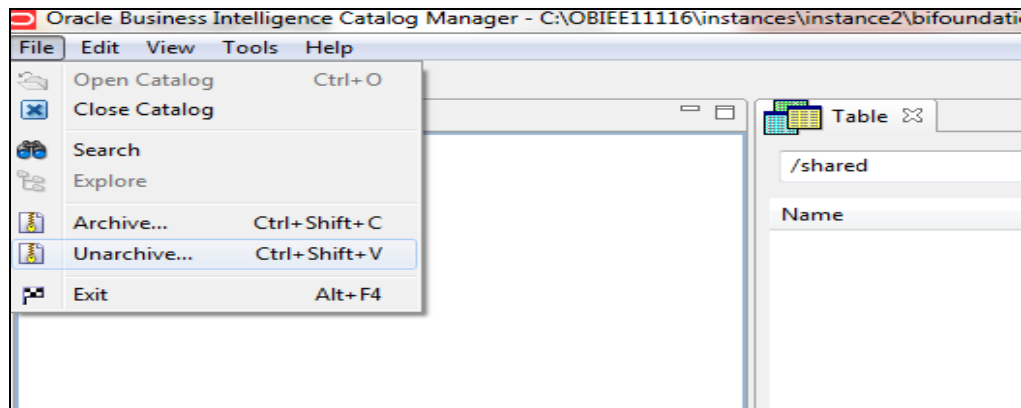 Oracle Business Intelligence Catalog Manager - C:\OBIEE11116\instances\instance2\bifoundati
File Edit View Tools Help
Open Catalog Ctrl+O
Close Catalog
Search
Explore
Archive... Ctrl+Shift+C
Unarchive... Ctrl+Shift+V
Exit Alt+F4
Table
/shared
Name